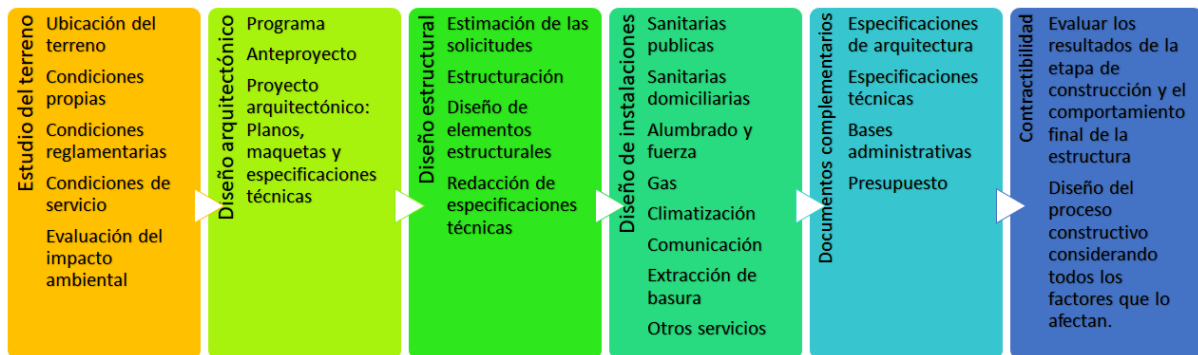 Estudio del terreno
Ubicación del
terreno
Condiciones
propias
Condiciones
reglamentarias
Condiciones de
servicio
Evaluación del
impacto
ambiental
Diseño arquitectónico
Programa
Anteproyecto
Proyecto
arquitectónico:
Planos,
maquetas y
especificaciones
técnicas
Diseño estructural
Estimación de las
solicitudes
Estructuración
Diseño de
elementos
estructurales
Redacción de
especificaciones
técnicas
Diseño de instalaciones
Sanitarias
publicas
Sanitarias
domiciliarias
Alumbrado y
fuerza
Gas
Climatización
Comunicación
Extracción de
basura
Otros servicios
Documentos complementarios
Especificaciones
de arquitectura
Especificaciones
técnicas
Bases
administrativas
Presupuesto
Contractibilidad
Evaluar los
resultados de la
etapa de
construcción y el
comportamiento
final de la
estructura
Diseño del
proceso
constructivo
considerando
todos los
factores que lo
afectan.